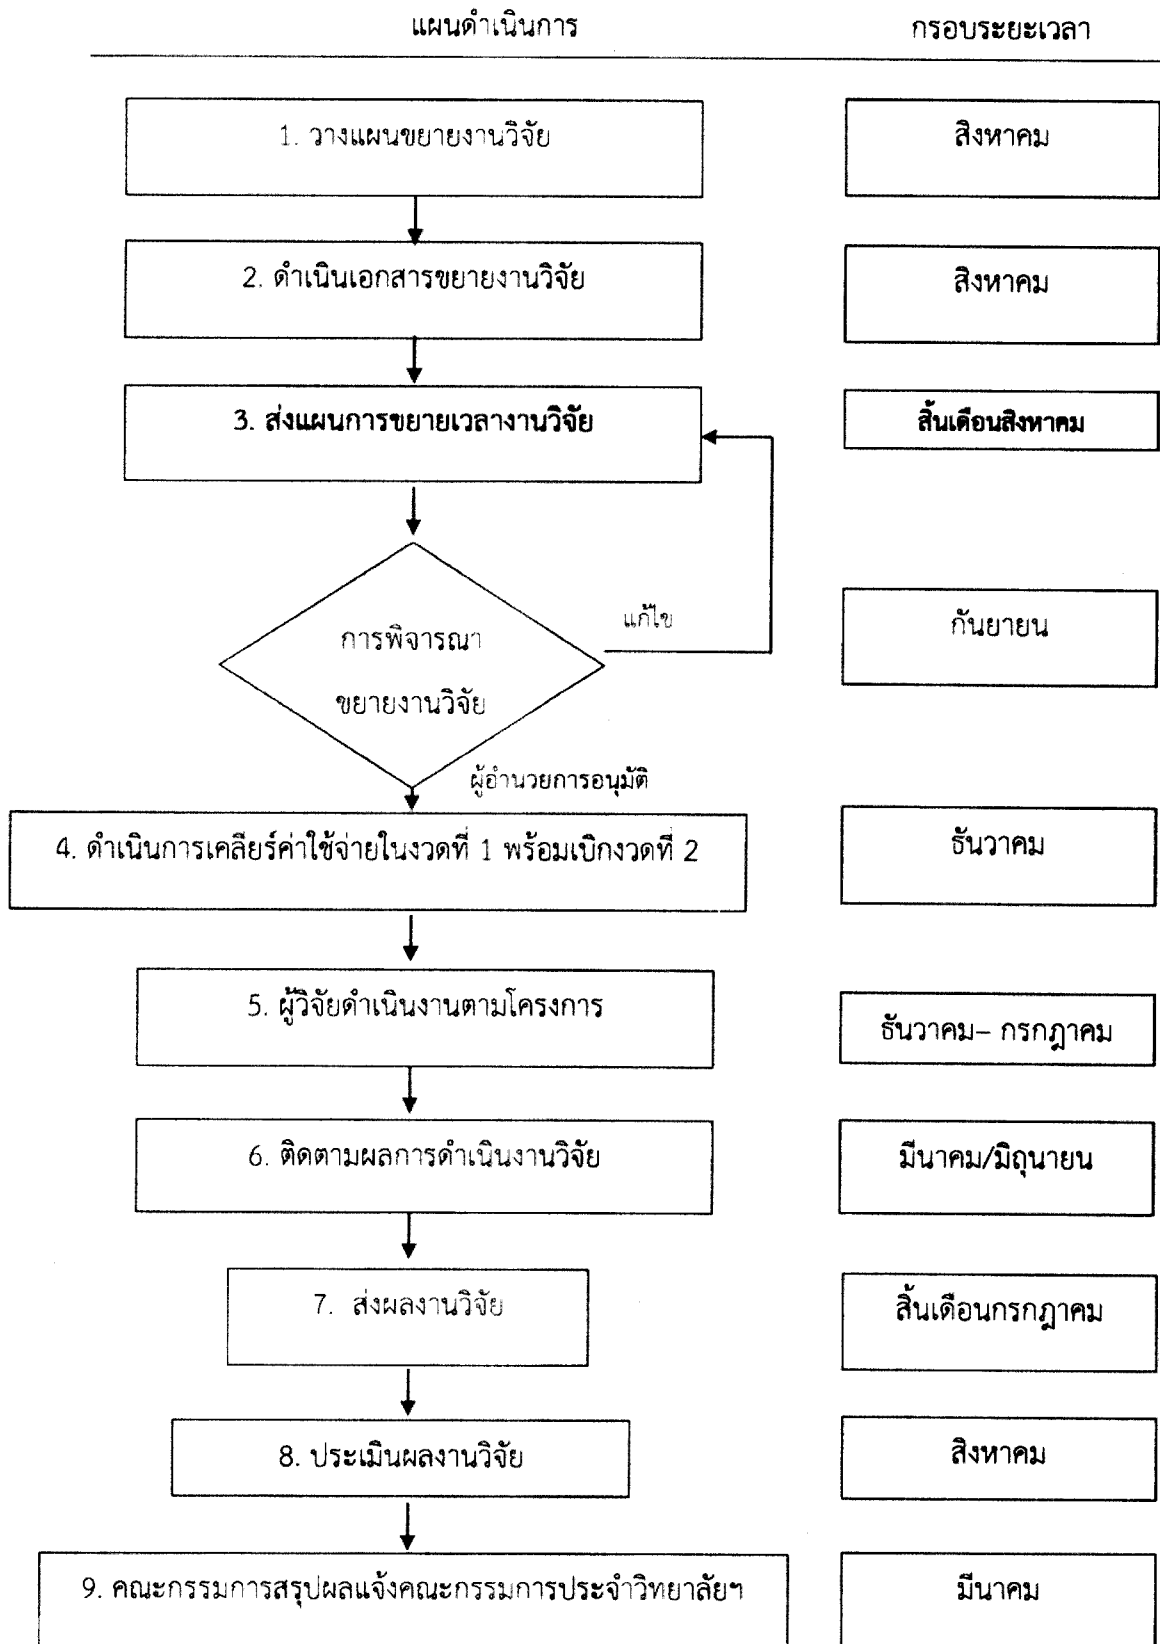 แผนดำเนินการ กรอบระยะเวลา
1. วางแผนขยายงานวิจัย สิงหาคม
2. ดำเนินเอกสารขยายงานวิจัย สิงหาคม
3. ส่งแผนการขยายเวลางานวิจัย สิ้นเดือนสิงหาคม
แก้ไข
การพิจารณา กันยายน
ขยายงานวิจัย
ผู้อำนวยการอนุมัติ
4. ดำเนินการเคลียร์ค่าใช้จ่ายในงวดที่ 1 พร้อมเบิกงวดที่ 2 ธันวาคม
5. ผู้วิจัยดำเนินงานตามโครงการ ธันวาคม– กรกฎาคม
6. ติดตามผลการดำเนินงานวิจัย มีนาคม/มิถุนายน
7. ส่งผลงานวิจัย สิ้นเดือนกรกฎาคม
8. ประเมินผลงานวิจัย สิงหาคม
9. คณะกรรมการสรุปผลแจ้งคณะกรรมการประจำวิทยาลัยฯ มีนาคม